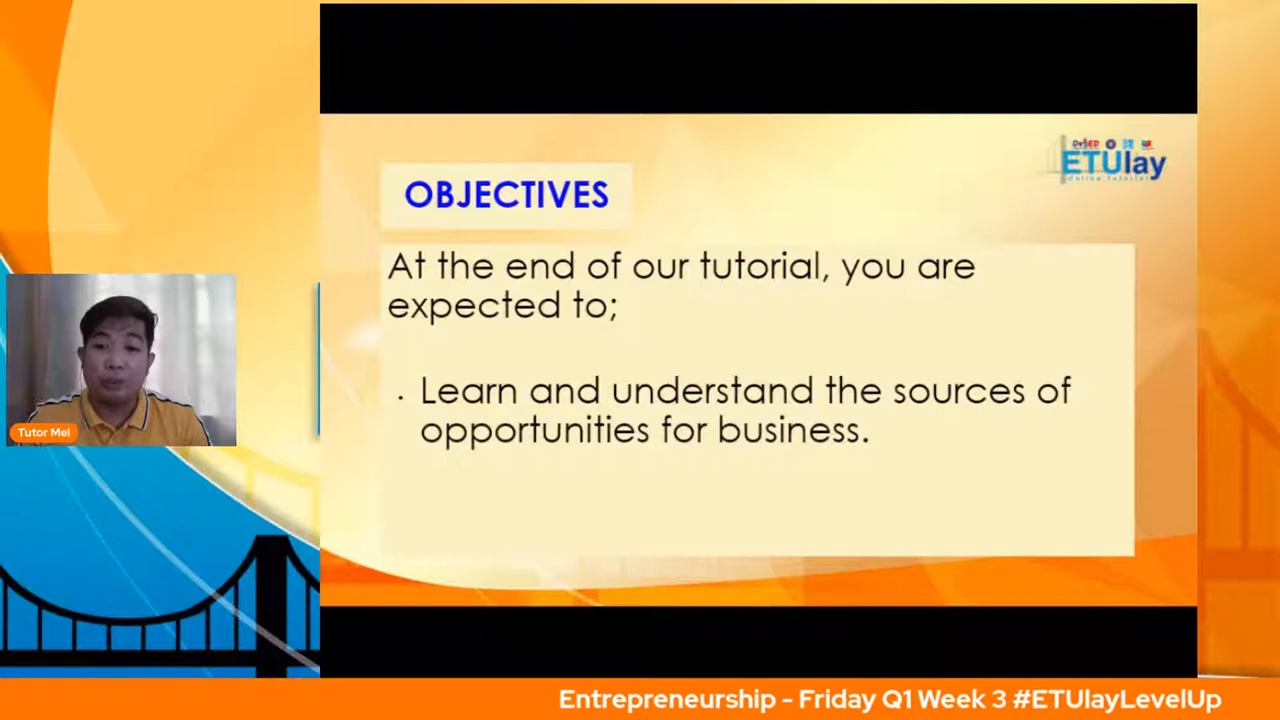 DepED
ETUlay
Online Tutorial
OBJECTIVES
At the end of our tutorial, you are
expected to;
· Learn and understand the sources of
opportunities for business.
Tutor Mel
Entrepreneurship - Friday Q1 Week 3 #ETUlayLevelUp